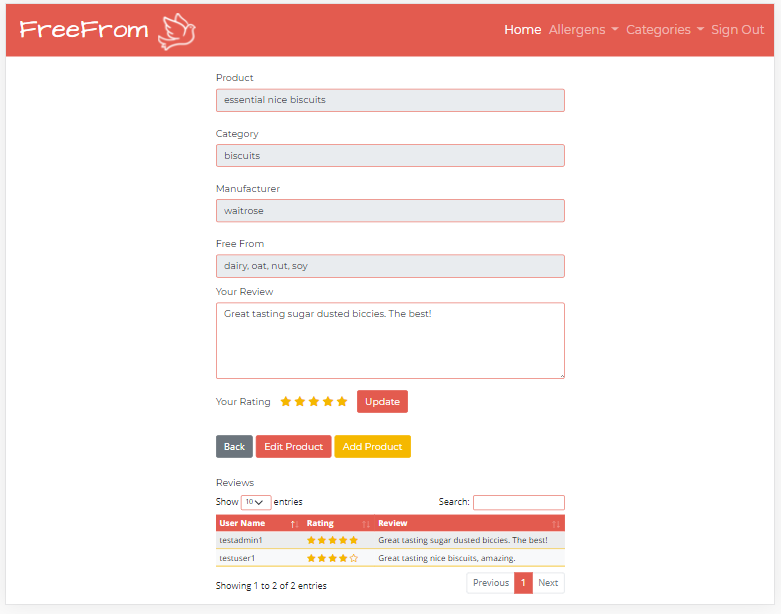 FreeFrom
Home Allergens Categories Sign Out
Product
essential nice biscuits
Category
biscuits
Manufacturer
waitrose
Free From
dairy, oat, nut, soy
Your Review
Great tasting sugar dusted biccies. The best!
Your Rating Update
Back Edit Product Add Product
Reviews
Show 10 entries Search:
User Name Rating Review
testadmin1 Great tasting sugar dusted biccies. The best!
testuser1 Great tasting nice biscuits, amazing.
Showing 1 to 2 of 2 entries Previous 1 Next